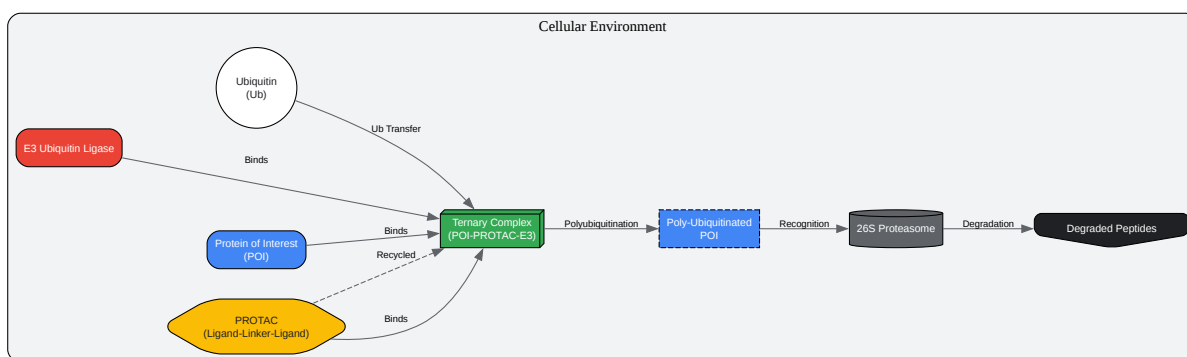 Cellular Environment
Ubiquitin
(Ub)
Ub Transfer
E3 Ubiquitin Ligase
Binds
Protein of Interest
(POI)
Binds
Recycled
PROTAC
(Ligand-Linker-Ligand)
Binds
Ternary Complex
(POI-PROTAC-E3)
Polyubiquitination
Poly-Ubiquitinated
POI
Recognition
26S Proteasome
Degradation
Degraded Peptides